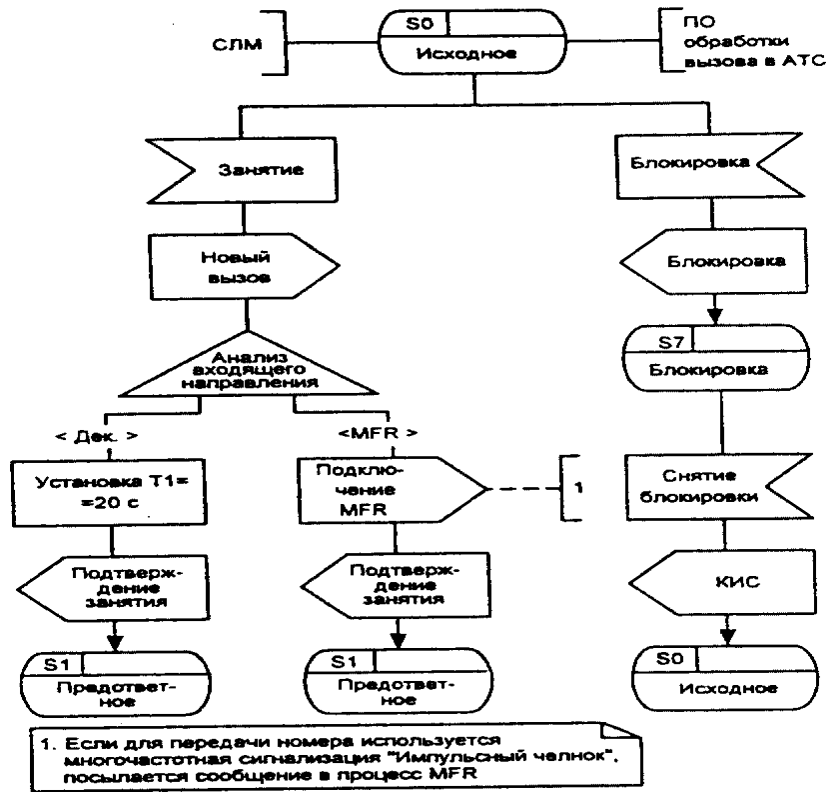 S0
Исходное
СЛМ
ПО
обработки
вызова в АТС
Занятие
Блокировка
Новый
вызов
Блокировка
Анализ
входящего
направления
S7
Блокировка
< Дек. >
<MFR >
Установка T1=
=20 с
Подклю-
чение
MFR
1
Снятие
блокировки
Подтверж-
дение
занятия
Подтверж-
дение
занятия
КИС
S1
Предответ-
ное
S1
Предответ-
ное
S0
Исходное
1. Если для передачи номера используется
многочастотная сигнализация "Импульсный челнок",
посылается сообщение в процесс MFR